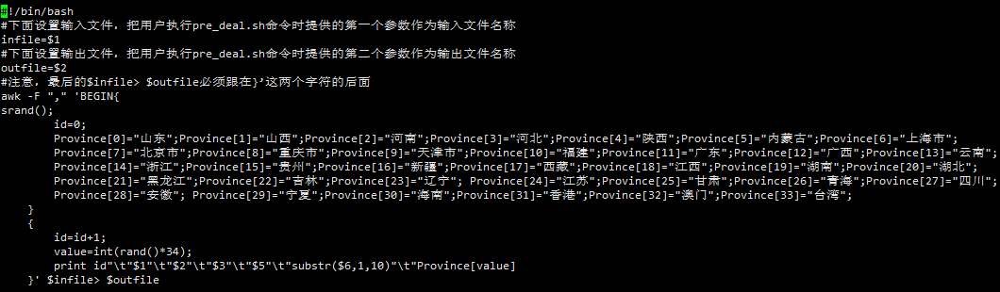 #!/bin/bash
#下面设置输入文件，把用户执行pre_deal.sh命令时提供的第一个参数作为输入文件名称
infile=$1
#下面设置输出文件，把用户执行pre_deal.sh命令时提供的第二个参数作为输出文件名称
outfile=$2
#注意，最后的$infile> $outfile必须跟在}’这两个字符的后面
awk -F "," 'BEGIN{
srand();
        id=0;
        Province[0]="山东";Province[1]="山西";Province[2]="河南";Province[3]="河北";Province[4]="陕西";Province[5]="内蒙古";Province[6]="上海市";
        Province[7]="北京市";Province[8]="重庆市";Province[9]="天津市";Province[10]="福建";Province[11]="广东";Province[12]="广西";Province[13]="云南";
        Province[14]="浙江";Province[15]="贵州";Province[16]="新疆";Province[17]="西藏";Province[18]="江西";Province[19]="湖南";Province[20]="湖北";
        Province[21]="黑龙江";Province[22]="吉林";Province[23]="辽宁"; Province[24]="江苏";Province[25]="甘肃";Province[26]="青海";Province[27]="四川";
        Province[28]="安徽"; Province[29]="宁夏";Province[30]="海南";Province[31]="香港";Province[32]="澳门";Province[33]="台湾";
    }
    {
        id=id+1;
        value=int(rand()*34);
        print id"\t"$1"\t"$2"\t"$3"\t"$5"\t"substr($6,1,10)"\t"Province[value]
    }' $infile> $outfile